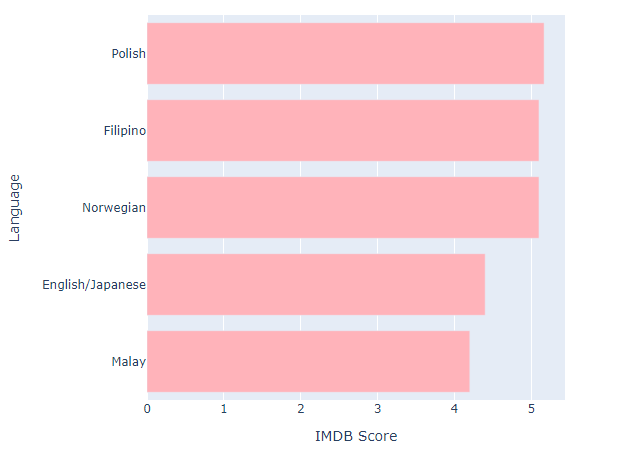 Language
Polish
Filipino
Norwegian
English/Japanese
Malay
0 1 2 3 4 5
IMDB Score